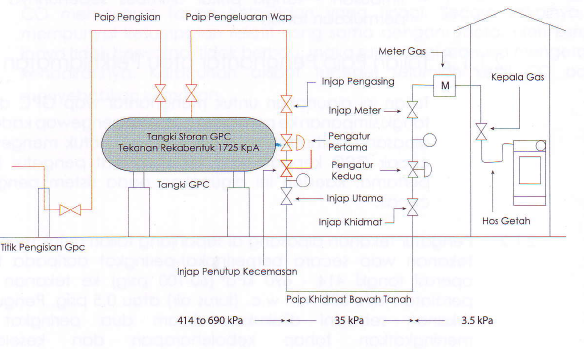 Paip Pengisian
Paip Pengeluaran Wap
Meter Gas
M
Kepala Gas
Injap Pengasing
Injap Meter
Tangki Storan GPC
Tekanan Rekabentuk 1725 KpA
Pengatur
Pertama
Pengatur
Kedua
Tangki GPC
Injap Utama
Injap Khidmat
Hos Getah
Titik Pengisian Gpc
Injap Penutup Kecemasan
Paip Khidmat Bawah Tanah
414 to 690 kPa
35 kPa
3.5 kPa